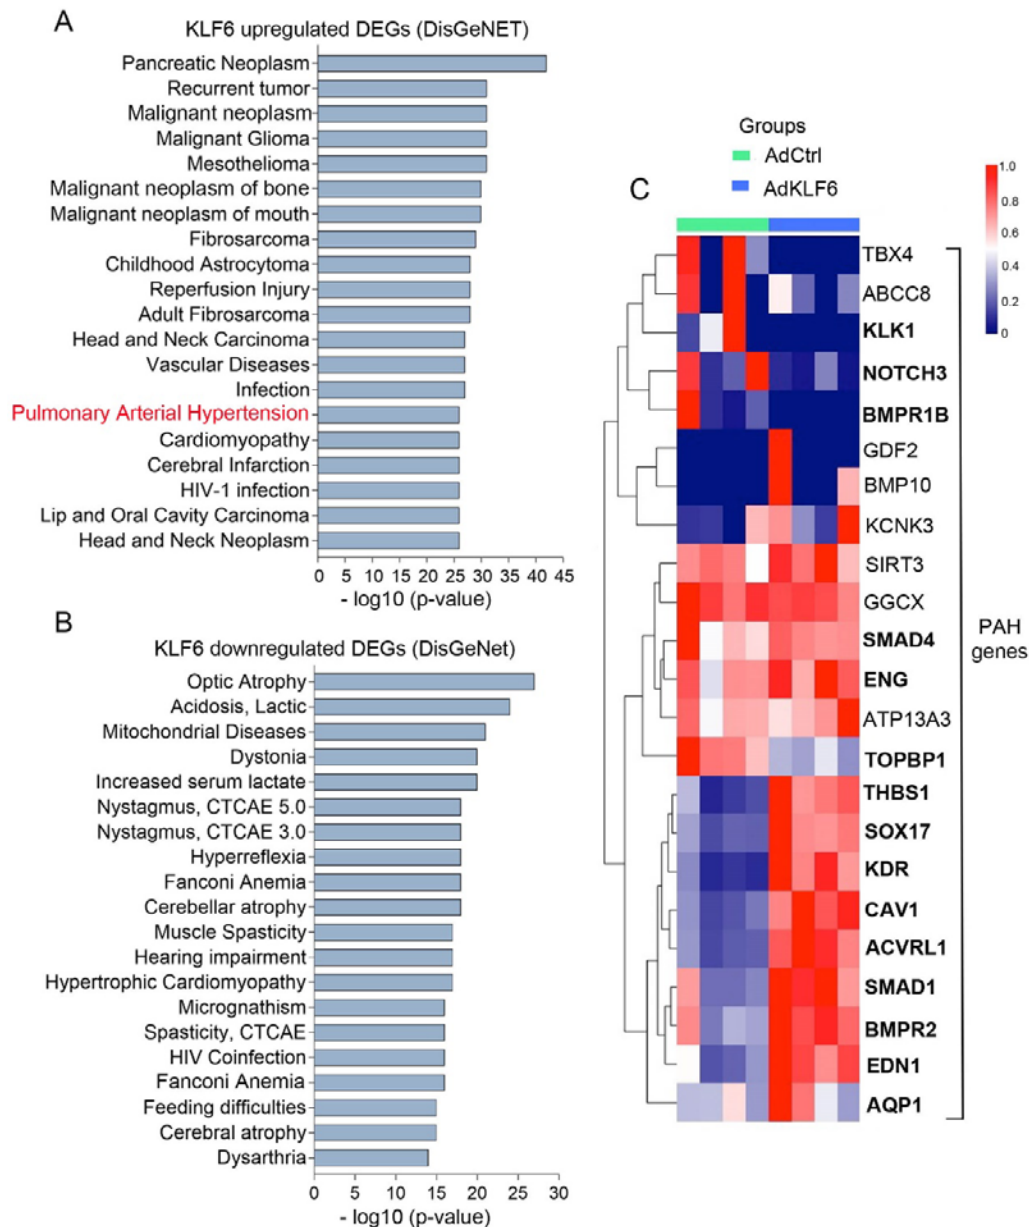 A
KLF6 upregulated DEGs (DisGeNET)
Pancreatic Neoplasm
Recurrent tumor
Malignant neoplasm
Malignant Glioma
Mesothelioma
Malignant neoplasm of bone
Malignant neoplasm of mouth
Fibrosarcoma
Childhood Astrocytoma
Reperfusion Injury
Adult Fibrosarcoma
Head and Neck Carcinoma
Vascular Diseases
Infection
Pulmonary Arterial Hypertension
Cardiomyopathy
Cerebral Infarction
HIV-1 infection
Lip and Oral Cavity Carcinoma
Head and Neck Neoplasm
0 5 10 15 20 25 30 35 40 45
- log10 (p-value)
B
KLF6 downregulated DEGs (DisGeNet)
Optic Atrophy
Acidosis, Lactic
Mitochondrial Diseases
Dystonia
Increased serum lactate
Nystagmus, CTCAE 5.0
Nystagmus, CTCAE 3.0
Hyperreflexia
Fanconi Anemia
Cerebellar atrophy
Muscle Spasticity
Hearing impairment
Hypertrophic Cardiomyopathy
Micrognathism
Spasticity, CTCAE
HIV Coinfection
Fanconi Anemia
Feeding difficulties
Cerebral atrophy
Dysarthria
0 5 10 15 20 25 30
- log10 (p-value)
C
Groups
AdCtrl
AdKLF6
1.0
0.8
0.6
0.4
0.2
0
TBX4
ABCC8
KLK1
NOTCH3
BMPR1B
GDF2
BMP10
KCNK3
SIRT3
GGCX
SMAD4
ENG
ATP13A3
TOPBP1
THBS1
SOX17
KDR
CAV1
ACVRL1
SMAD1
BMPR2
EDN1
AQP1
PAH
genes